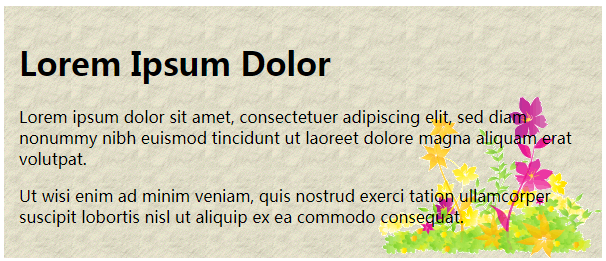 Lorem Ipsum Dolor
Lorem ipsum dolor sit amet, consectetuer adipiscing elit, sed diam
nonummy nibh euismod tincidunt ut laoreet dolore magna aliquam erat
volutpat.
Ut wisi enim ad minim veniam, quis nostrud exerci tation ullamcorper
suscipit lobortis nisl ut aliquip ex ea commodo consequat.